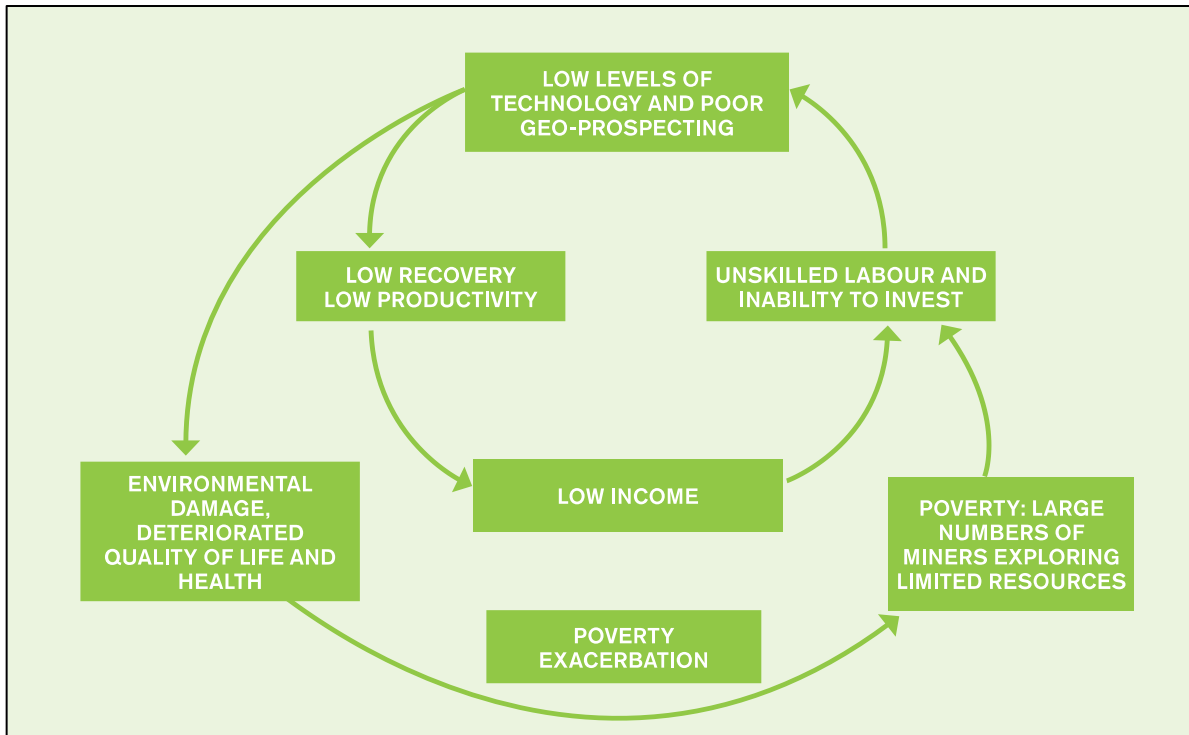 LOW LEVELS OF
TECHNOLOGY AND POOR
GEO-PROSPECTING
LOW RECOVERY
LOW PRODUCTIVITY
UNSKILLED LABOUR AND
INABILITY TO INVEST
ENVIRONMENTAL
DAMAGE,
DETERIORATED
QUALITY OF LIFE AND
HEALTH
LOW INCOME
POVERTY: LARGE
NUMBERS OF
MINERS EXPLORING
LIMITED RESOURCES
POVERTY
EXACERBATION